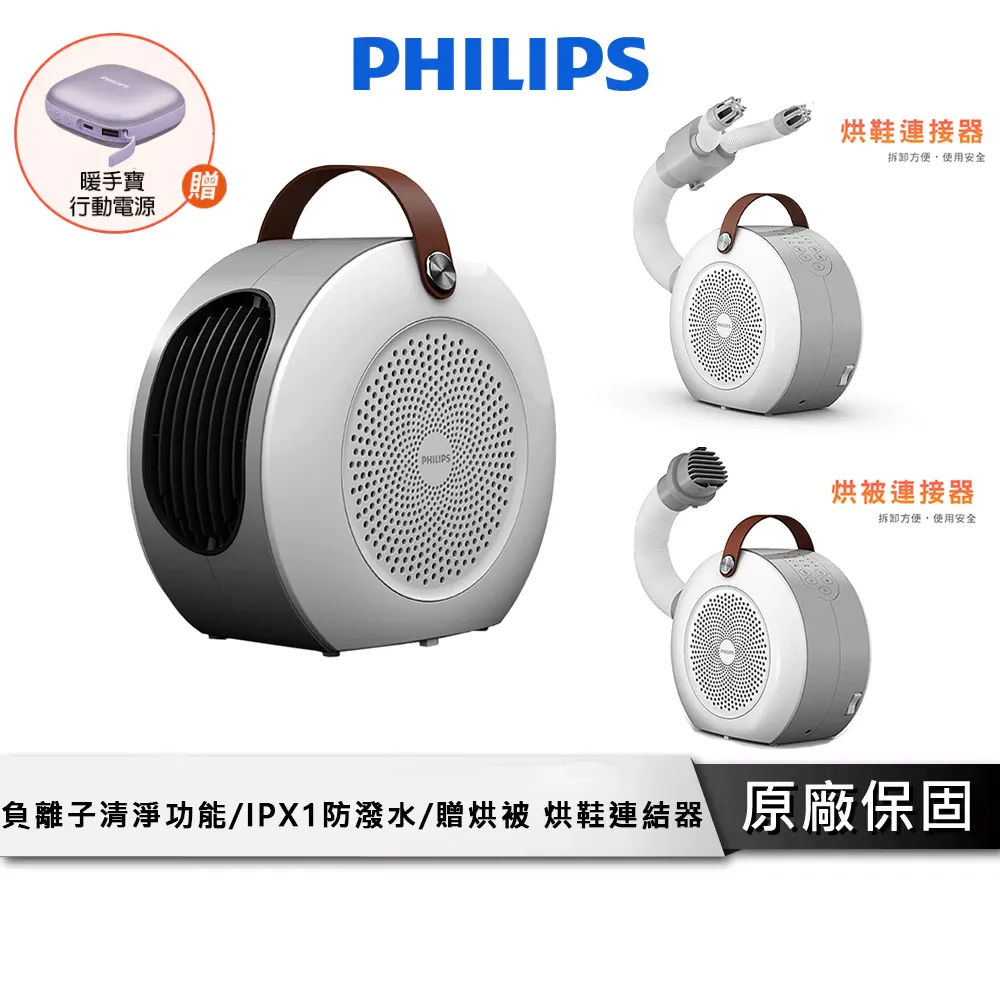 PHILIPS
PHILIPS
暖手寶
行動電源
贈
烘鞋連接器
拆卸方便，使用安全
PHILIPS
PHILIPS
烘被連接器
拆卸方便，使用安全
PHILIPS
負離子清淨功能/IPX1防潑水/贈烘被 烘鞋連結器
原廠保固